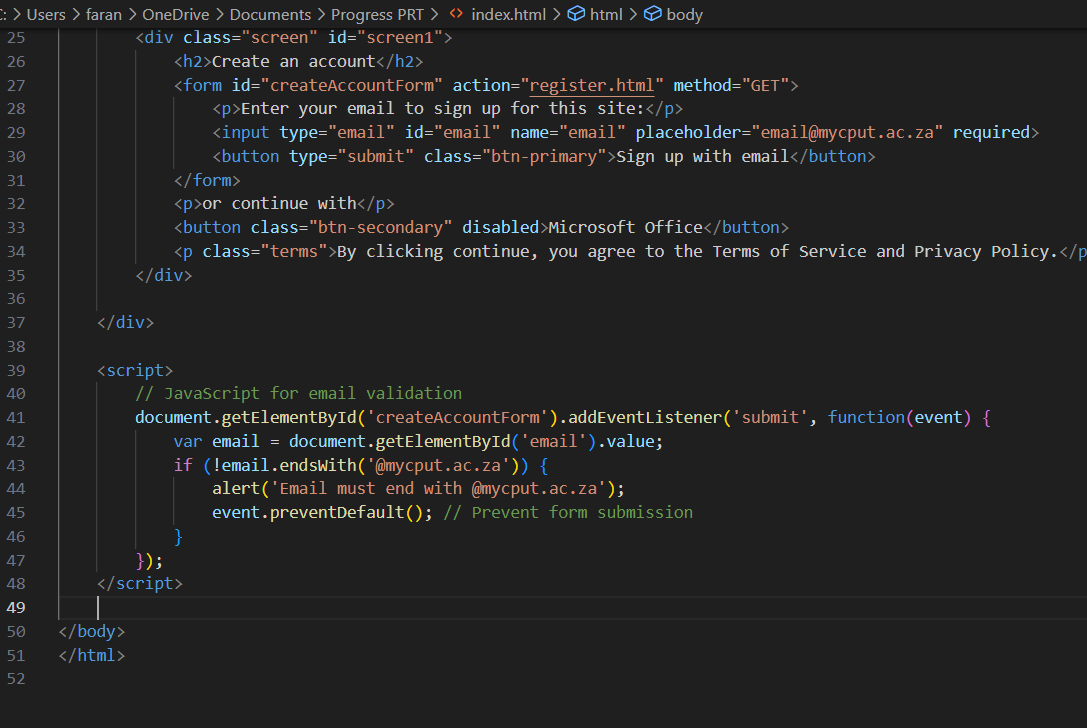 C: > Users > faran > OneDrive > Documents > Progress PRT > <> index.html > html > body
25 <div class="screen" id="screen1">
26 <h2>Create an account</h2>
27 <form id="createAccountForm" action="register.html" method="GET">
28 <p>Enter your email to sign up for this site:</p>
29 <input type="email" id="email" name="email" placeholder="email@mycput.ac.za" required>
30 <button type="submit" class="btn-primary">Sign up with email</button>
31 </form>
32 <p>or continue with</p>
33 <button class="btn-secondary" disabled>Microsoft Office</button>
34 <p class="terms">By clicking continue, you agree to the Terms of Service and Privacy Policy.</p
35 </div>
36
37 </div>
38
39 <script>
40 // JavaScript for email validation
41 document.getElementById('createAccountForm').addEventListener('submit', function(event) {
42 var email = document.getElementById('email').value;
43 if (!email.endsWith('@mycput.ac.za')) {
44 alert('Email must end with @mycput.ac.za');
45 event.preventDefault(); // Prevent form submission
46 }
47 });
48 </script>
49
50 </body>
51 </html>
52